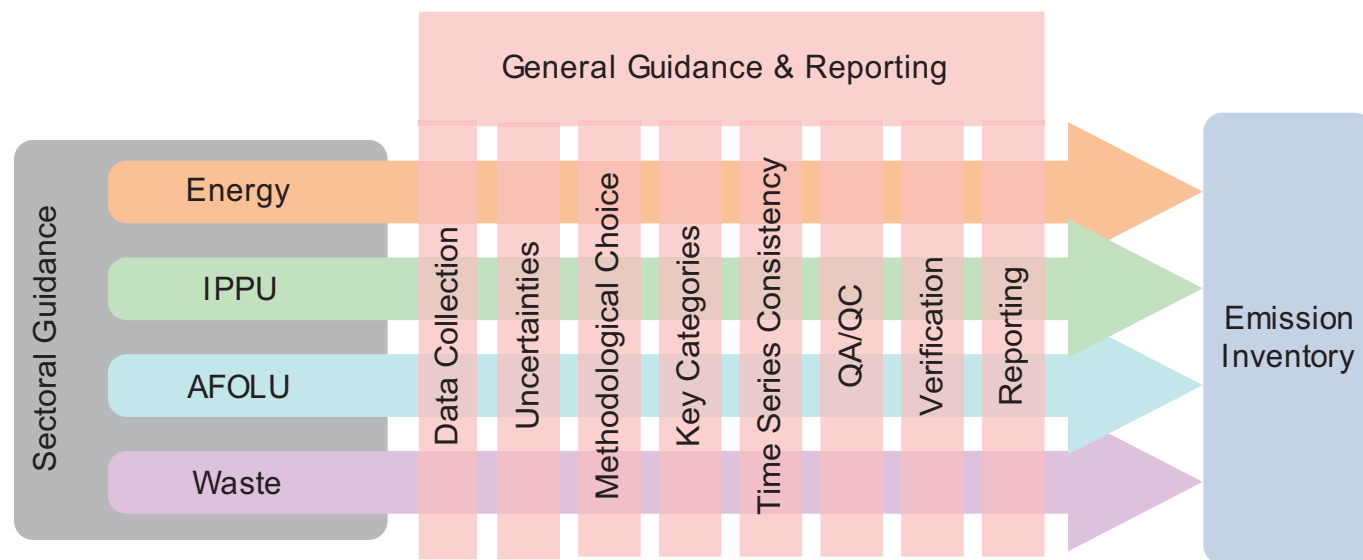 General Guidance & Reporting
Sectoral Guidance
Energy
IPPU
AFOLU
Waste
Data Collection
Uncertainties
Methodological Choice
Key Categories
Time Series Consistency
QA/QC
Verification
Reporting
Emission
Inventory